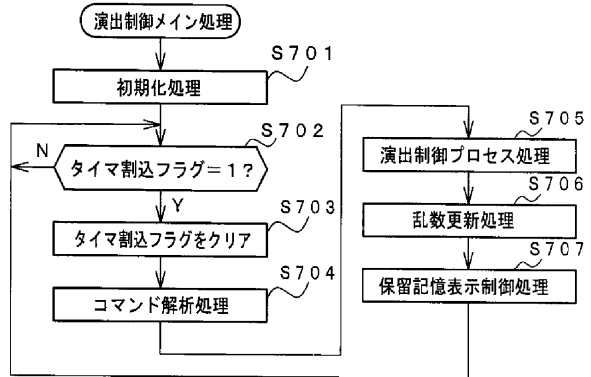 演出制御メイン処理
S701
初期化処理
S702
N
タイマ割込フラグ=1?
Y
S703
タイマ割込フラグをクリア
S704
コマンド解析処理
S705
演出制御プロセス処理
S706
乱数更新処理
S707
保留記憶表示制御処理